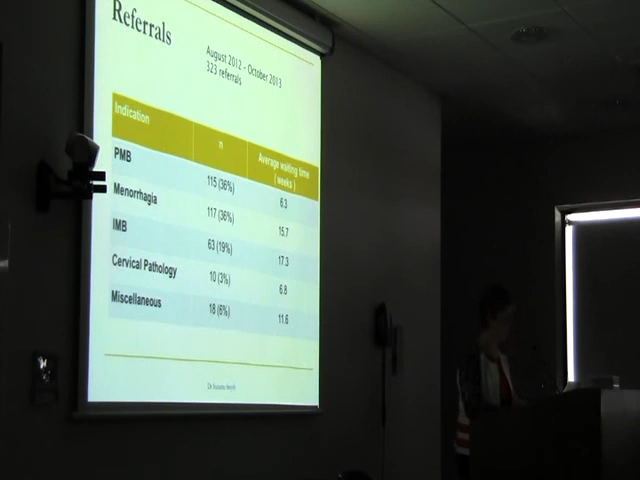 Referrals
August 2012 – October 2013
323 referrals
Indication n Average waiting time ( weeks )
PMB 115 (36%) 6.3
Menorrhagia 117 (36%) 15.7
IMB 63 (19%) 17.3
Cervical Pathology 10 (3%) 6.8
Miscellaneous 18 (6%) 11.6